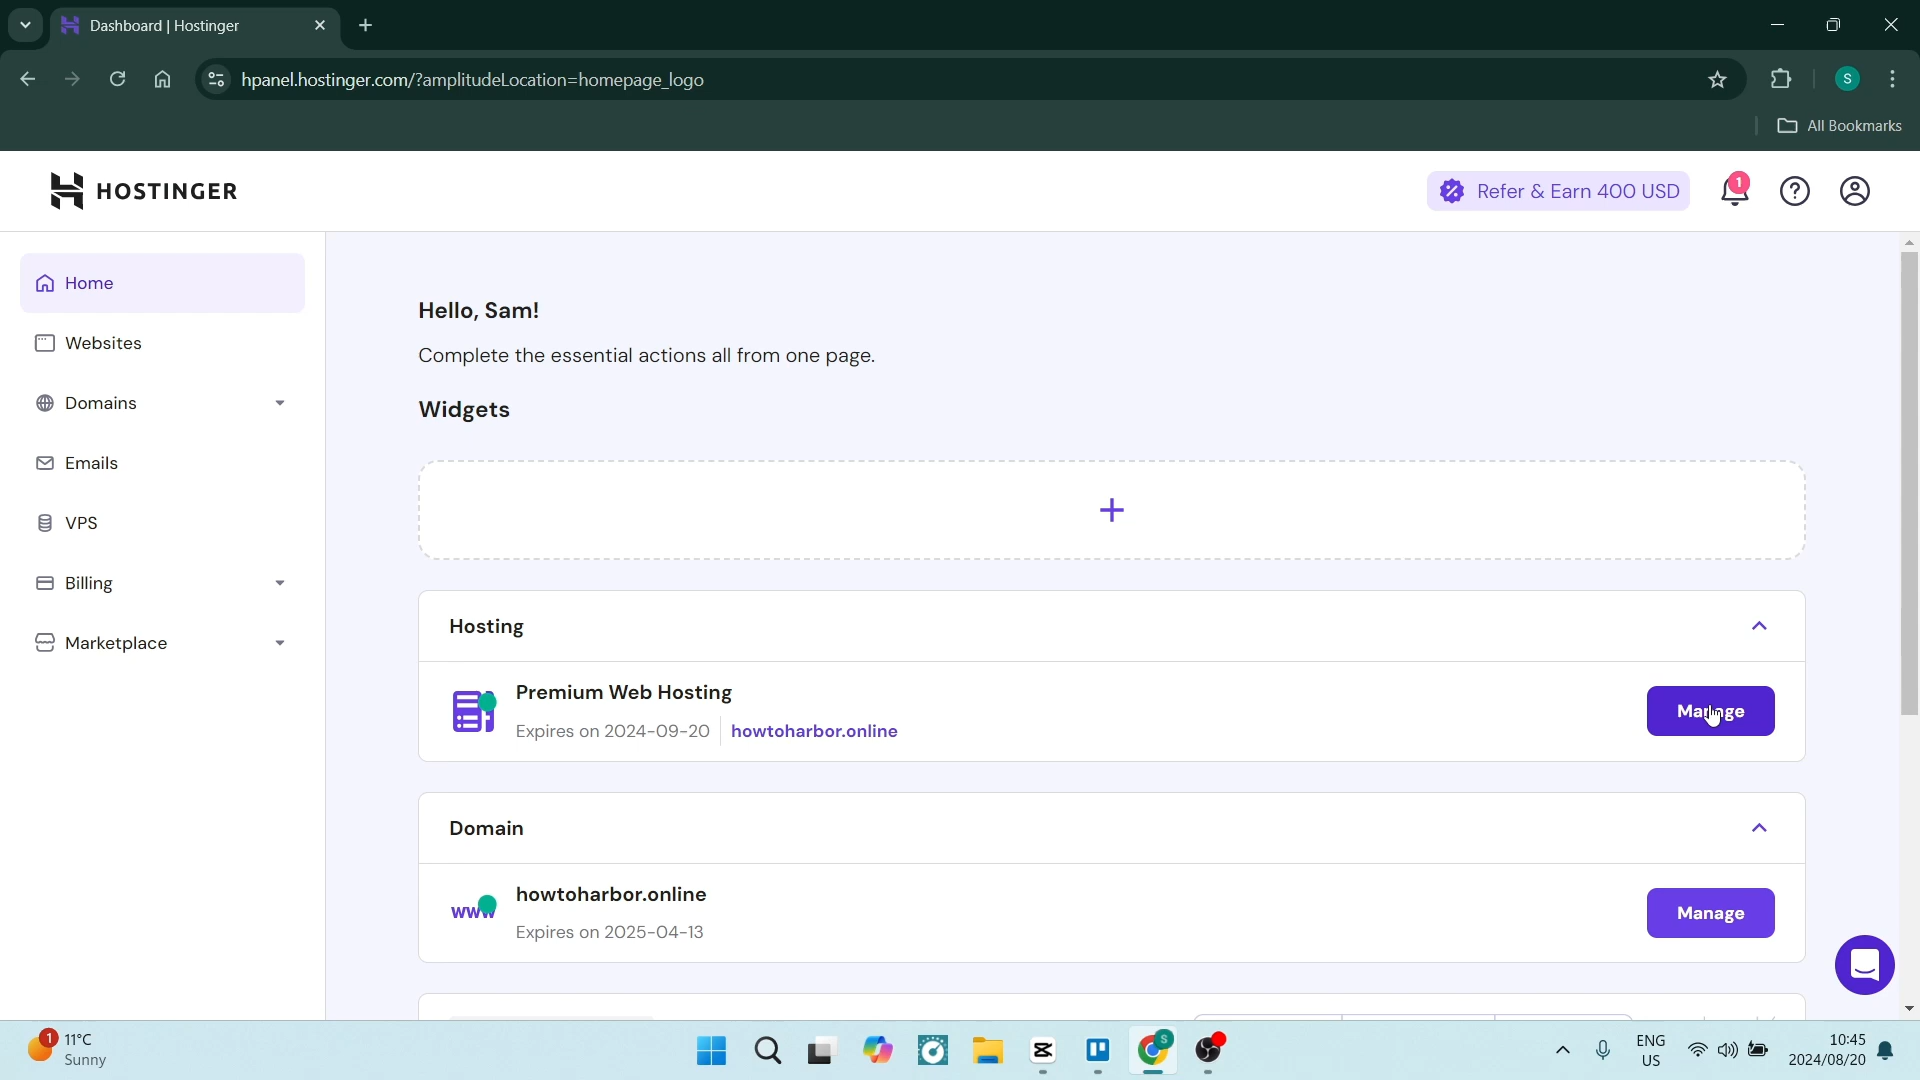 Dashboard | Hostinger
hpanel.hostinger.com/?amplitudeLocation=homepage_logo
S
All Bookmarks
HOSTINGER
Refer & Earn 400 USD
1
Home
Websites
Domains
Emails
VPS
Billing
Marketplace
Hello, Sam!
Complete the essential actions all from one page.
Widgets
Hosting
Premium Web Hosting
Expires on 2024-09-20
howtoharbor.online
Manage
Domain
www
howtoharbor.online
Expires on 2025-04-13
Manage
1
11°C
Sunny
S
ENG
US
10:45
2024/08/20